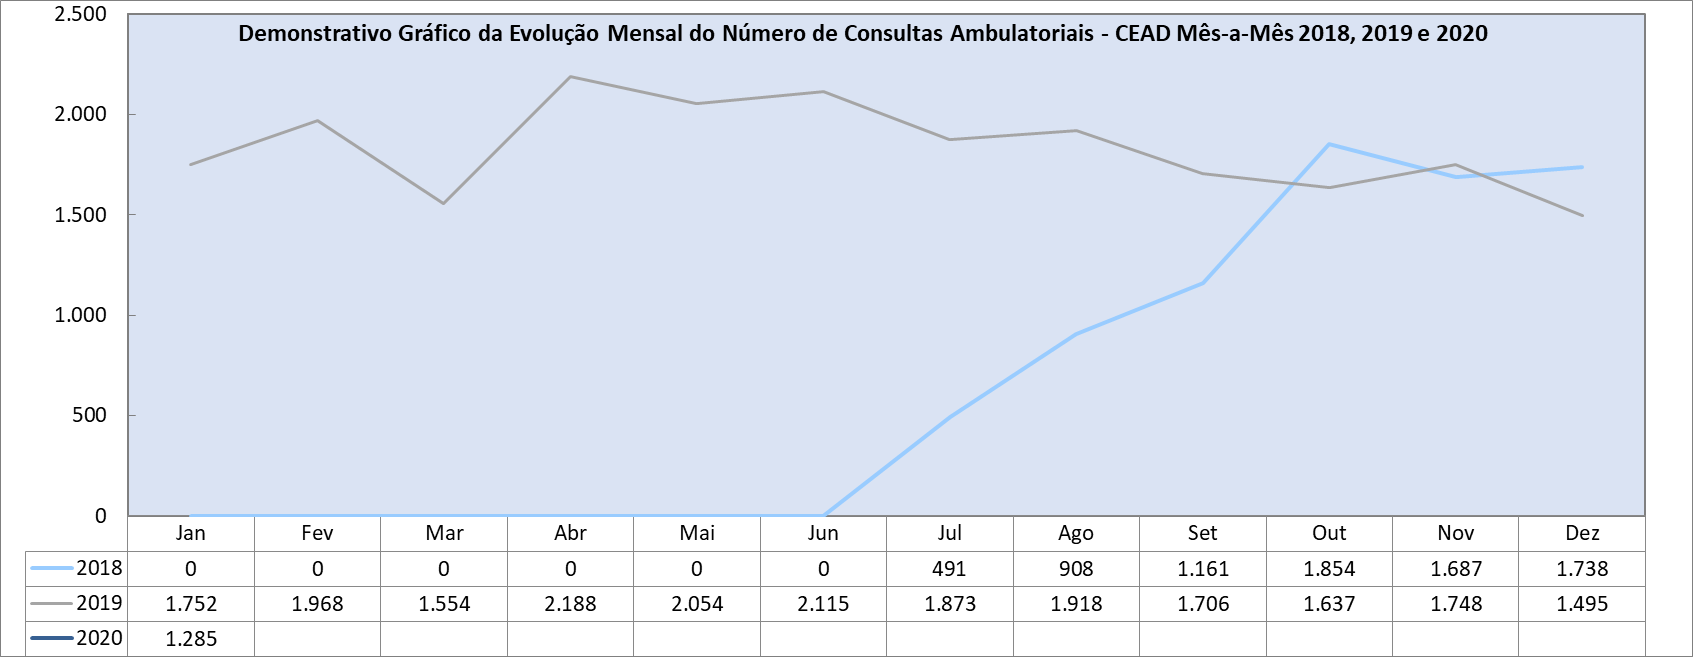 Demonstrativo Gráfico da Evolução Mensal do Número de Consultas Ambulatoriais - CEAD Mês-a-Mês 2018, 2019 e 2020
2.500
2.000
1.500
1.000
500
0
Jan Fev Mar Abr Mai Jun Jul Ago Set Out Nov Dez
2018 0 0 0 0 0 0 491 908 1.161 1.854 1.687 1.738
2019 1.752 1.968 1.554 2.188 2.054 2.115 1.873 1.918 1.706 1.637 1.748 1.495
2020 1.285